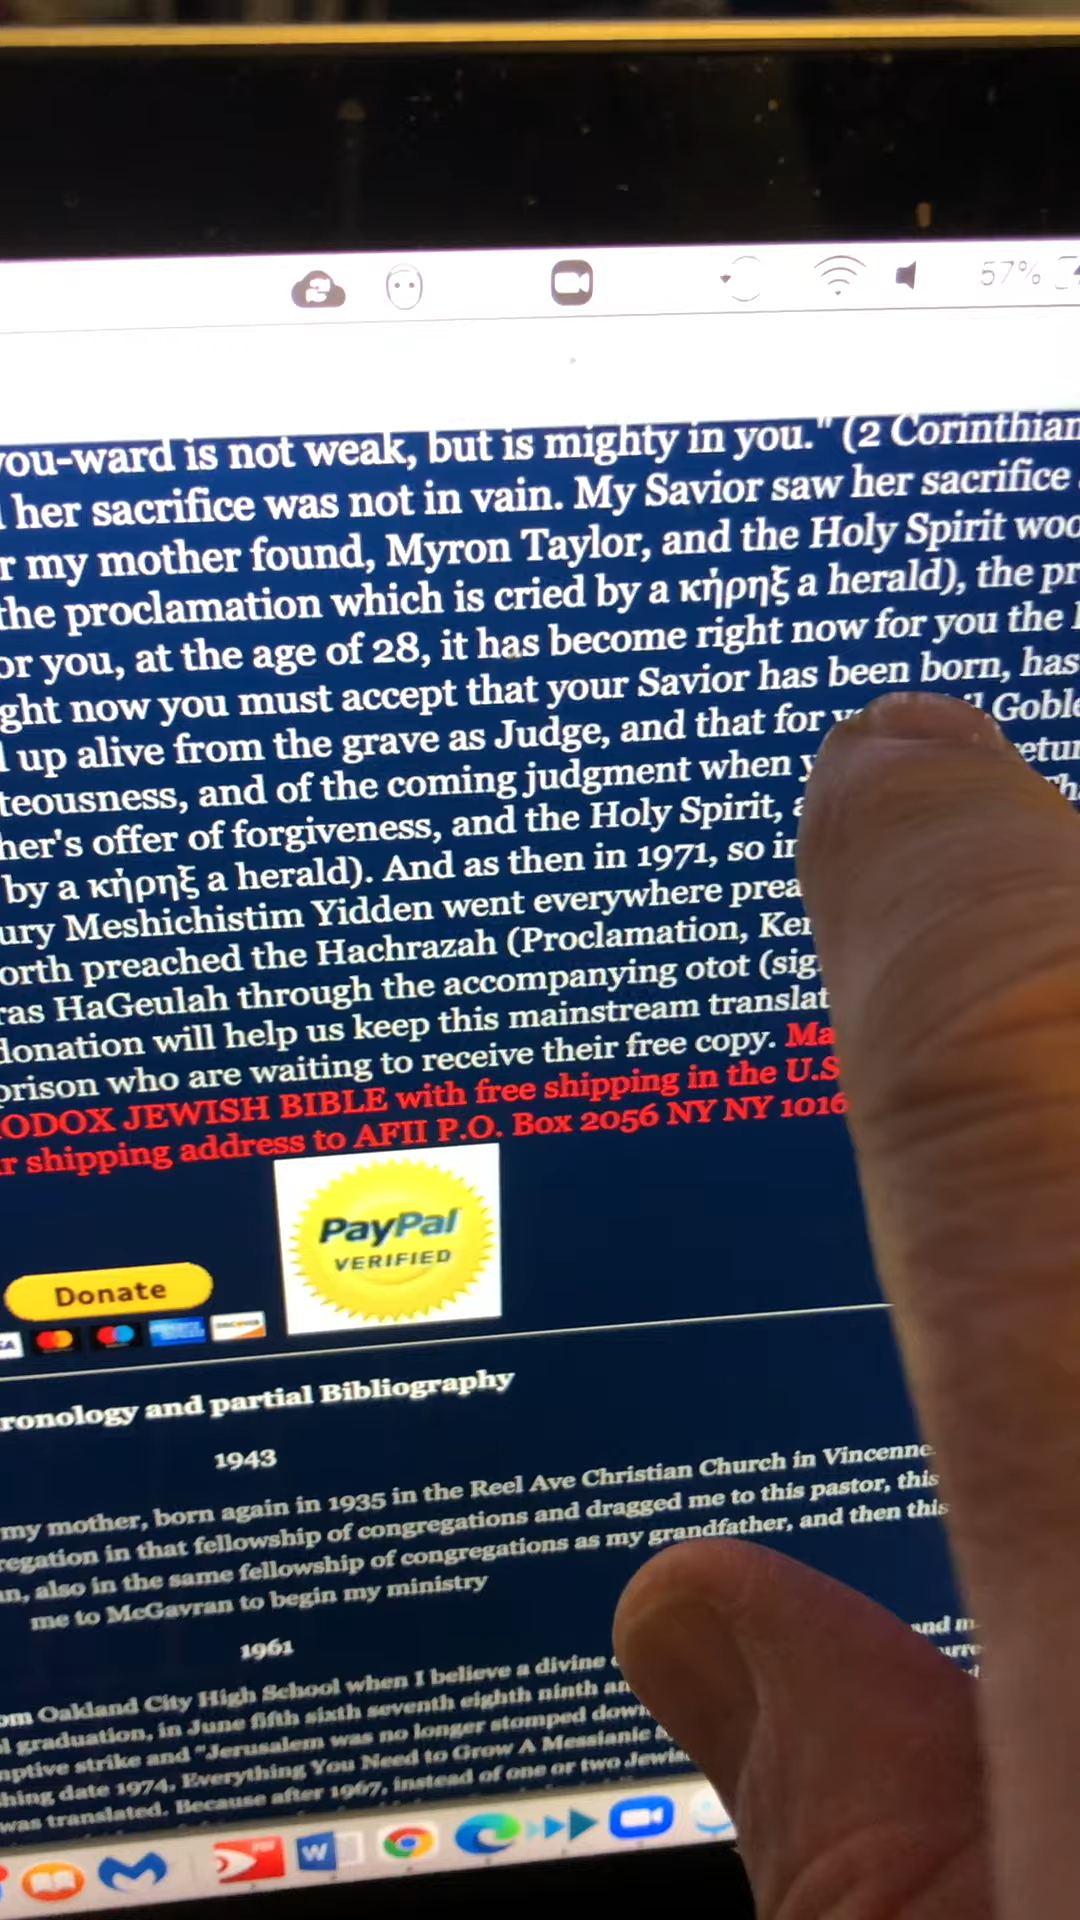 57%
you-ward is not weak, but is mighty in you." (2 Corinthian
her sacrifice was not in vain. My Savior saw her sacrifice
r my mother found, Myron Taylor, and the Holy Spirit woo
the proclamation which is cried by a κήρηξ a herald), the pr
or you, at the age of 28, it has become right now for you the
ght now you must accept that your Savior has been born, has
up alive from the grave as Judge, and that for Goble
teousness, and of the coming judgment when etur
her's offer of forgiveness, and the Holy Spirit,
by a κήρηξ a herald). And as then in 1971, so in
ury Meshichistim Yidden went everywhere prea
orth preached the Hachrazah (Proclamation, Ker
ras HaGeulah through the accompanying otot (sig
donation will help us keep this mainstream translat
prison who are waiting to receive their free copy. Ma
ODOX JEWISH BIBLE with free shipping in the U.S
r shipping address to AFII P.O. Box 2056 NY NY 1016
PayPal
VERIFIED
Donate
ronology and partial Bibliography
1943
my mother, born again in 1935 in the Reel Ave Christian Church in Vincenne
regation in that fellowship of congregations and dragged me to this pastor, this
an, also in the same fellowship of congregations as my grandfather, and then this
me to McGavran to begin my ministry
1961
om Oakland City High School when I believe a divine
l graduation, in June fifth sixth seventh eighth ninth an
mptive strike and "Jerusalem was no longer stomped down
hing date 1974, Everything You Need to Grow A Messianic
was translated. Because after 1967, instead of one or two Jewis